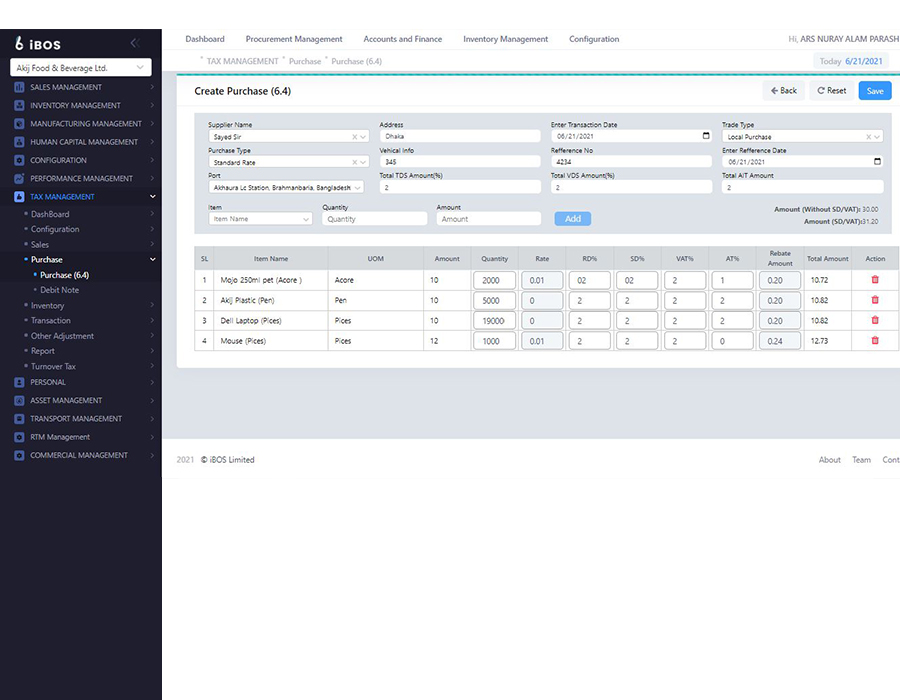 iBOS
Dashboard Procurement Management Accounts and Finance Inventory Management Configuration
Hi, ARS NURAY ALAM PARASH
Akij Food & Beverage Ltd.
SALES MANAGEMENT
INVENTORY MANAGEMENT
MANUFACTURING MANAGEMENT
HUMAN CAPITAL MANAGEMENT
CONFIGURATION
PERFORMANCE MANAGEMENT
TAX MANAGEMENT
DashBoard
Configuration
Sales
Purchase
Purchase (6.4)
Debit Note
Inventory
Transaction
Other Adjustment
Report
Turnover Tax
PERSONAL
ASSET MANAGEMENT
TRANSPORT MANAGEMENT
RTM Management
COMMERCIAL MANAGEMENT
TAX MANAGEMENT Purchase Purchase (6.4)
Today 6/21/2021
Create Purchase (6.4)
Back Reset Save
Supplier Name Address Enter Transaction Date Trade Type
Sayed Sir Dhaka 06/21/2021 Local Purchase
Purchase Type Vehical Info Refference No Enter Refference Date
Standard Rate 345 4234 06/21/2021
Port Total TDS Amount(%) Total VDS Amount(%) Total AIT Amount
Akhaura Lc Station, Brahmanbaria, Bangladesh 2 2 2
Item Quantity Amount
Item Name Quantity Amount Add
Amount (Without SD/VAT): 30.00
Amount (SD/VAT):31.20
SL Item Name UOM Amount Quantity Rate RD% SD% VAT% AT% Rebate Amount Total Amount Action
1 Mojo 250ml pet (Acore ) Acore 10 2000 0.01 02 02 2 1 0.20 10.72
2 Akij Plastic (Pen) Pen 10 5000 0 2 2 2 2 0.20 10.82
3 Dell Laptop (Pices) Pices 10 19000 0 2 2 2 2 0.20 10.82
4 Mouse (Pices) Pices 12 1000 0.01 2 2 2 0 0.24 12.73
2021 © iBOS Limited
About Team Cont